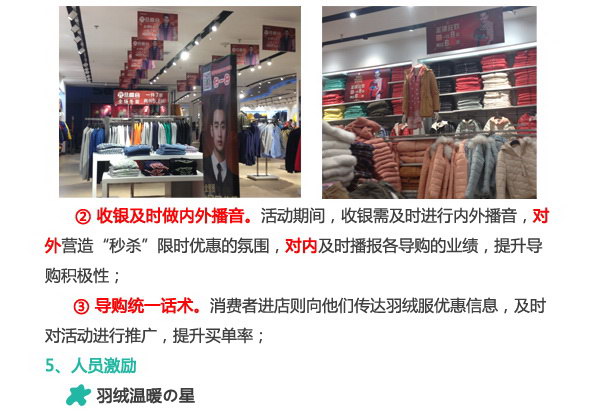 ② 收银及时做内外播音。活动期间，收银需及时进行内外播音，对
外营造“秒杀”限时优惠的氛围，对内及时播报各导购的业绩，提升导
购积极性；
③ 导购统一话术。消费者进店则向他们传达羽绒服优惠信息，及时
对活动进行推广，提升买单率；
5、人员激励
羽绒温暖の星